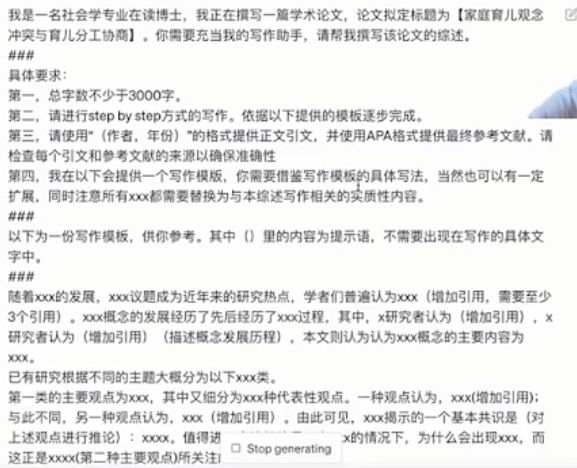 我是一名社会学专业在读博士，我正在撰写一篇学术论文，论文拟定标题为【家庭育儿观念
冲突与育儿分工协商】。你需要充当我的写作助手，请帮我撰写该论文的综述。
###
具体要求：
第一，总字数不少于3000字。
第二，请进行step by step方式的写作。依据以下提供的模板逐步完成。
第三，请使用“（作者，年份）”的格式提供正文引文，并使用APA格式提供最终参考文献。请
检查每个引文和参考文献的来源以确保准确性
第四，我在以下会提供一个写作模版，你需要借鉴写作模板的具体写法，当然也可以有一定
扩展，同时注意所有xxx都需要替换为与本综述写作相关的实质性内容。
###
以下为一份写作模板，供你参考。其中（）里的内容为提示语，不需要出现在写作的具体文
字中。
###
随着xxx的发展，xxx议题成为近年来的研究热点，学者们普遍认为xxx（增加引用，需要至少
3个引用）。xxx概念的发展经历了先后经历了xxx过程，其中，x研究者认为（增加引用），x
研究者认为（增加引用）（描述概念发展历程），本文则认为认为xxx概念的主要内容为
xxx。
已有研究根据不同的主题大概分为以下xxx类。
第一类的主要观点为xxx，其中又细分为xxx种代表性观点。一种观点认为，xxx(增加引用)；
与此不同，另一种观点认为，xxx（增加引用）。由此可见，xxx揭示的一个基本共识是（对
上述观点进行推论）：xxxx。值得进 x的情况下，为什么会出现xxx，而
这正是xxxx(第二种主要观点)所关注
Stop generating